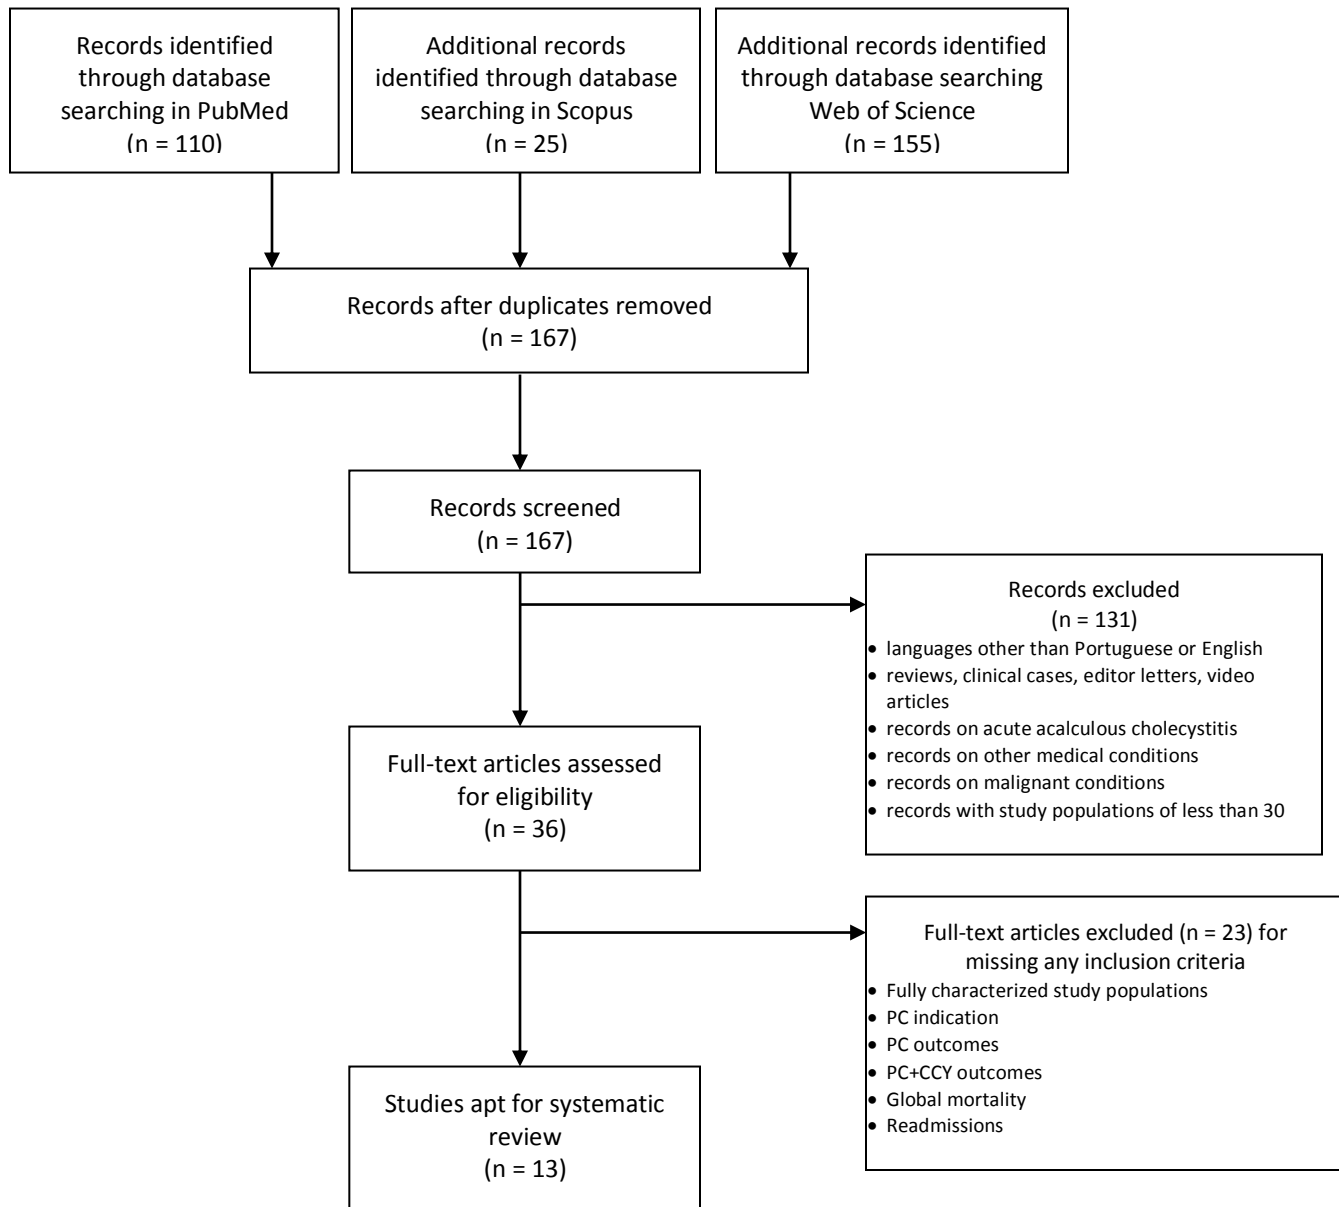 Records identified
through database
searching in PubMed
(n = 110)
Additional records
identified through database
searching in Scopus
(n = 25)
Additional records identified
through database searching
Web of Science
(n = 155)
Records after duplicates removed
(n = 167)
Records screened
(n = 167)
Records excluded
(n = 131)
• languages other than Portuguese or English
• reviews, clinical cases, editor letters, video
articles
• records on acute acalculous cholecystitis
• records on other medical conditions
• records on malignant conditions
• records with study populations of less than 30
Full-text articles assessed
for eligibility
(n = 36)
Full-text articles excluded (n = 23) for
missing any inclusion criteria
• Fully characterized study populations
• PC indication
• PC outcomes
• PC+CCY outcomes
• Global mortality
• Readmissions
Studies apt for systematic
review
(n = 13)